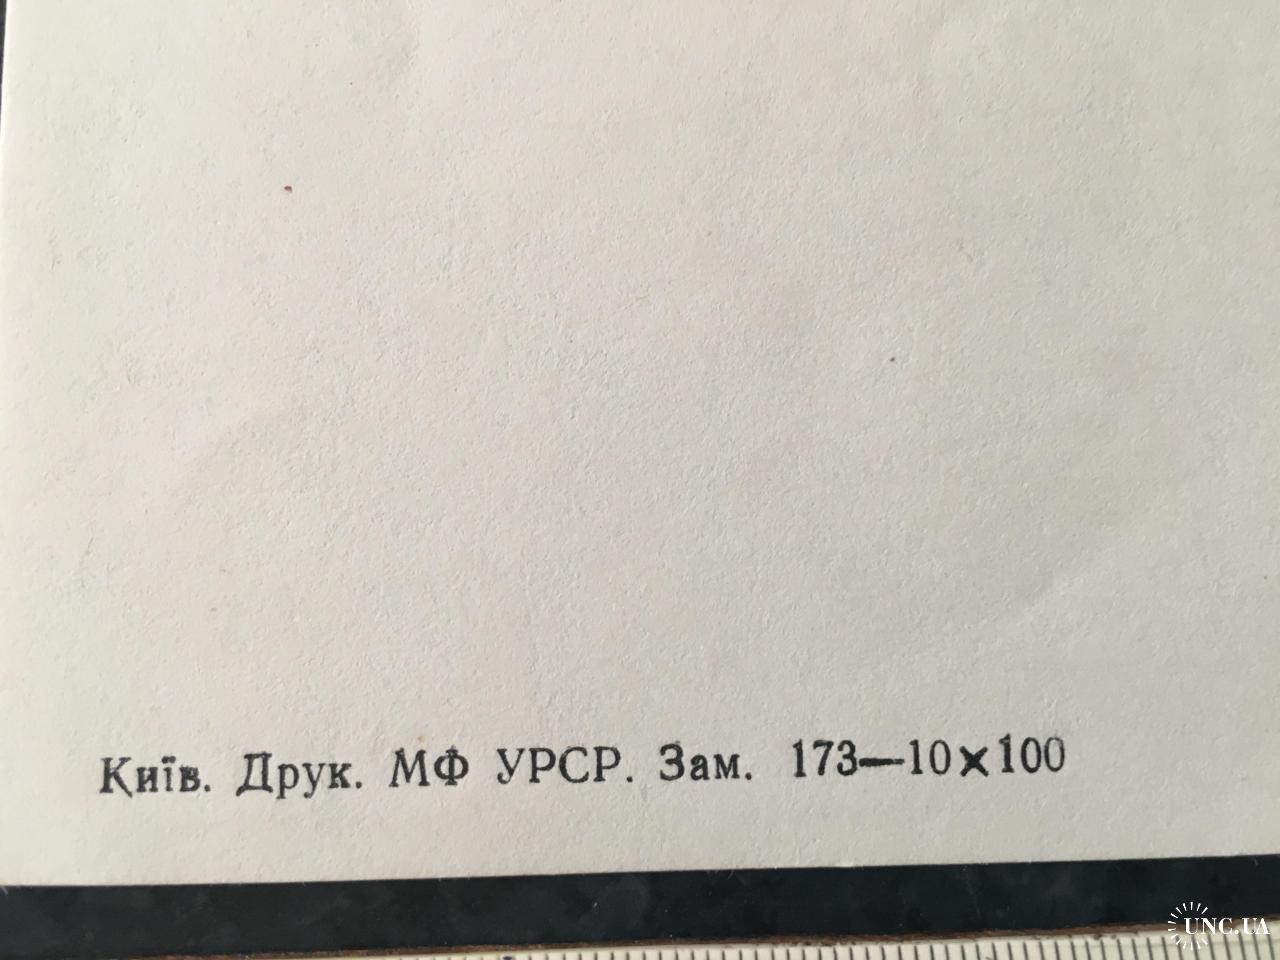 Київ. Друк. МФ УРСР. Зам. 173—10×100
UNC.UA